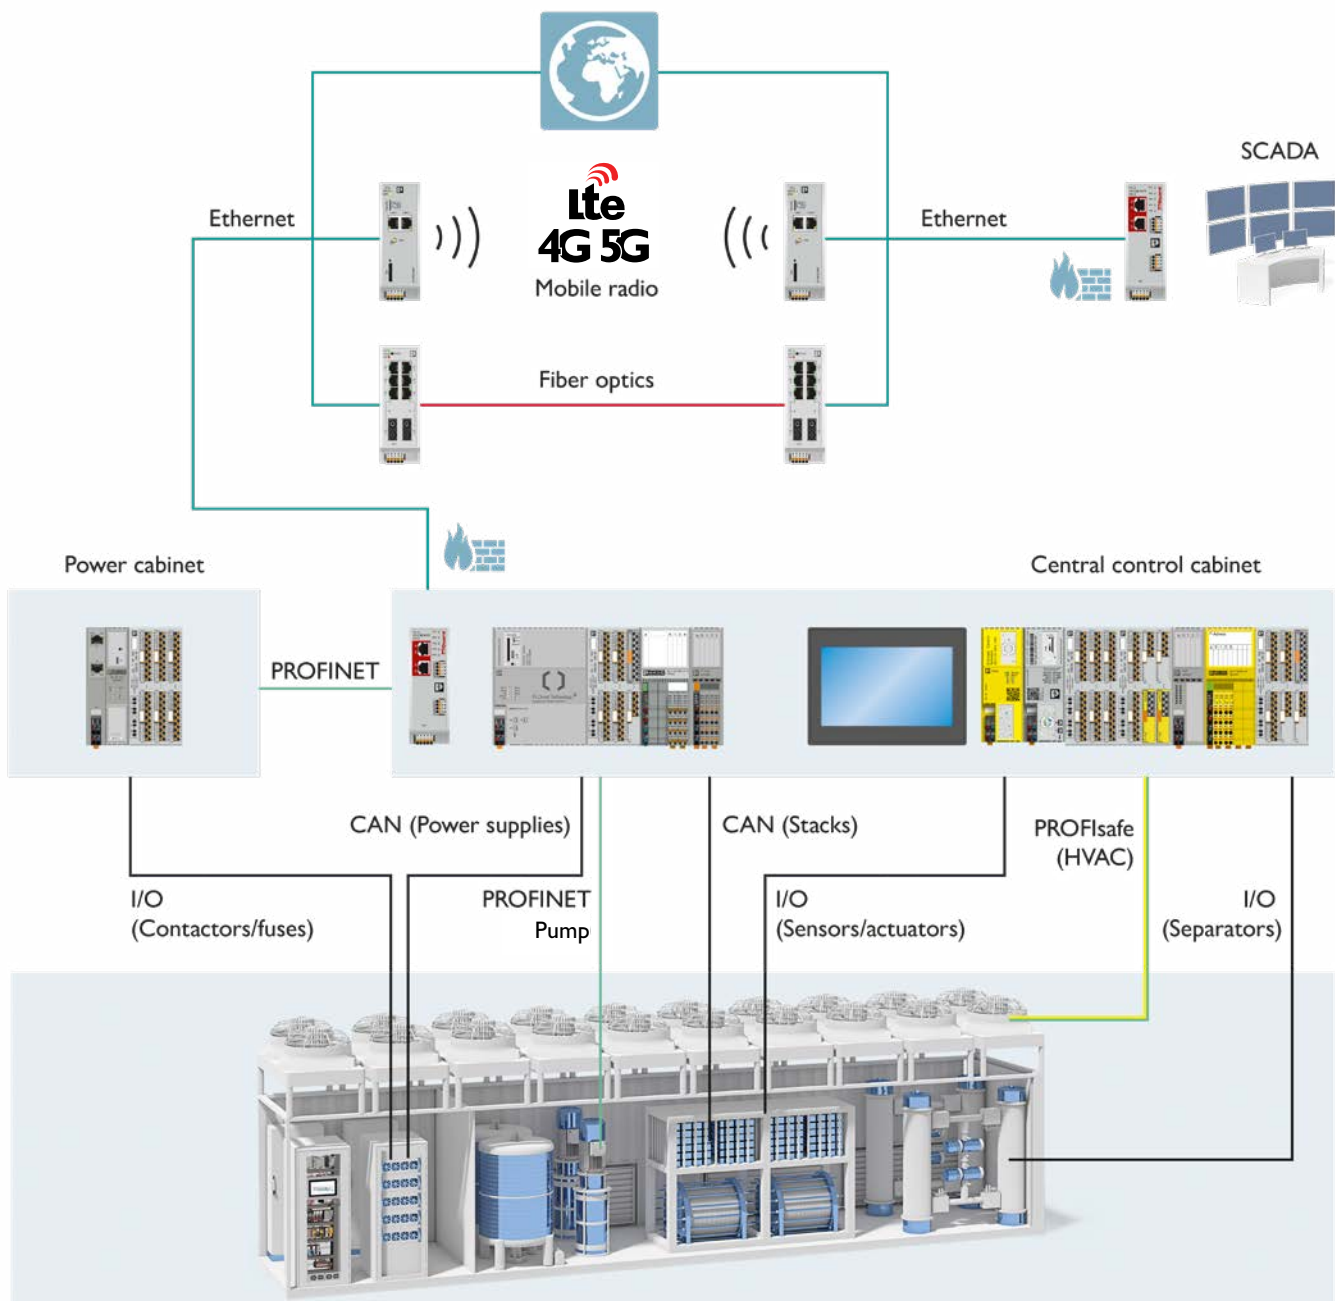 SCADA
Ethernet
Lte
4G 5G
Mobile radio
Ethernet
Fiber optics
Power cabinet
Central control cabinet
PROFINET
CAN (Power supplies)
CAN (Stacks)
PROFIsafe
(HVAC)
I/O
(Contactors/fuses)
PROFINET
Pump
I/O
(Sensors/actuators)
I/O
(Separators)